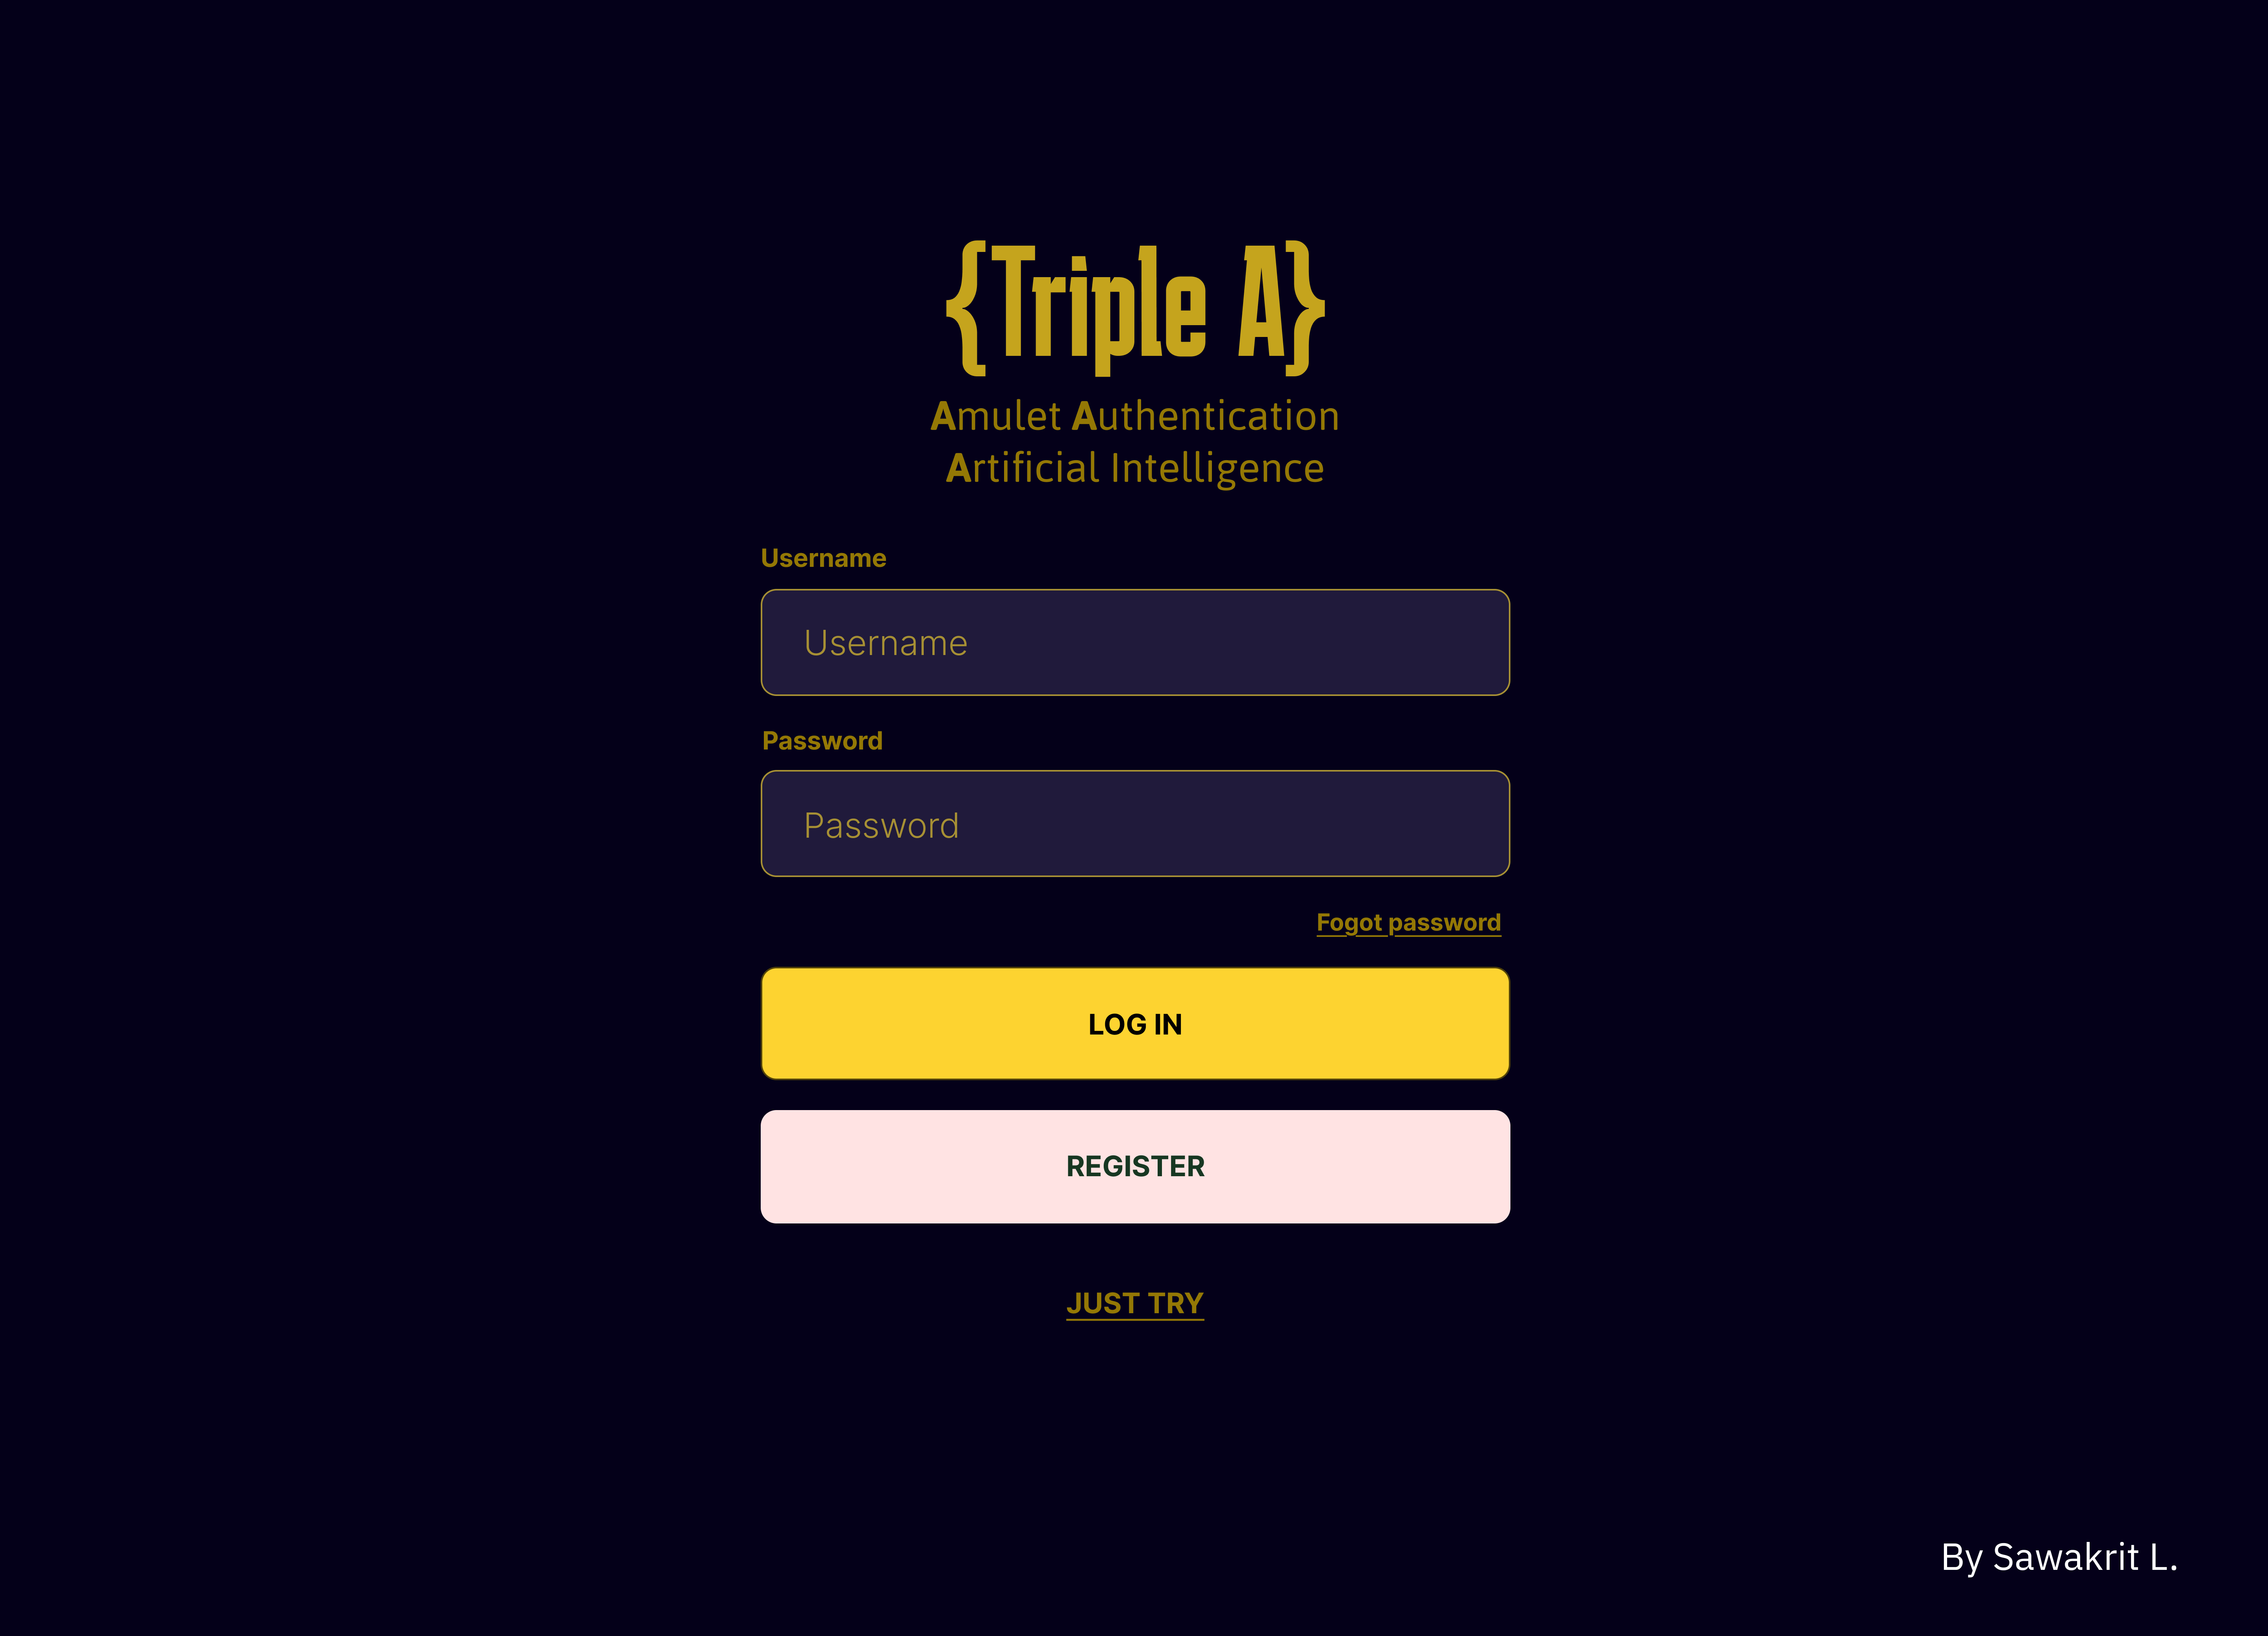 {Triple A}
Amulet Authentication
Artificial Intelligence
Username
Username
Password
Password
Fogot password
LOG IN
REGISTER
JUST TRY
By Sawakrit L.